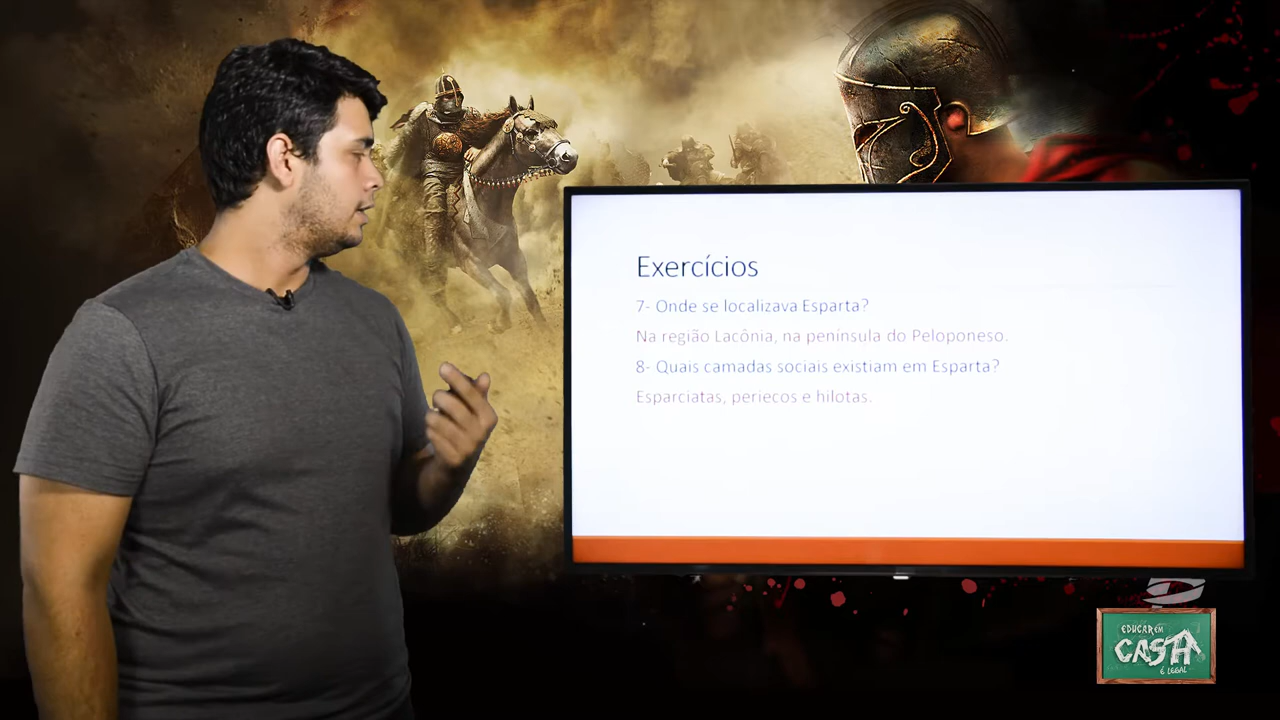 Exercícios
7- Onde se localizava Esparta?
Na região Lacônia, na península do Peloponeso.
8- Quais camadas sociais existiam em Esparta?
Esparciatas, periecos e hilotas.
EDUCAR EM
CASA
É LEGAL